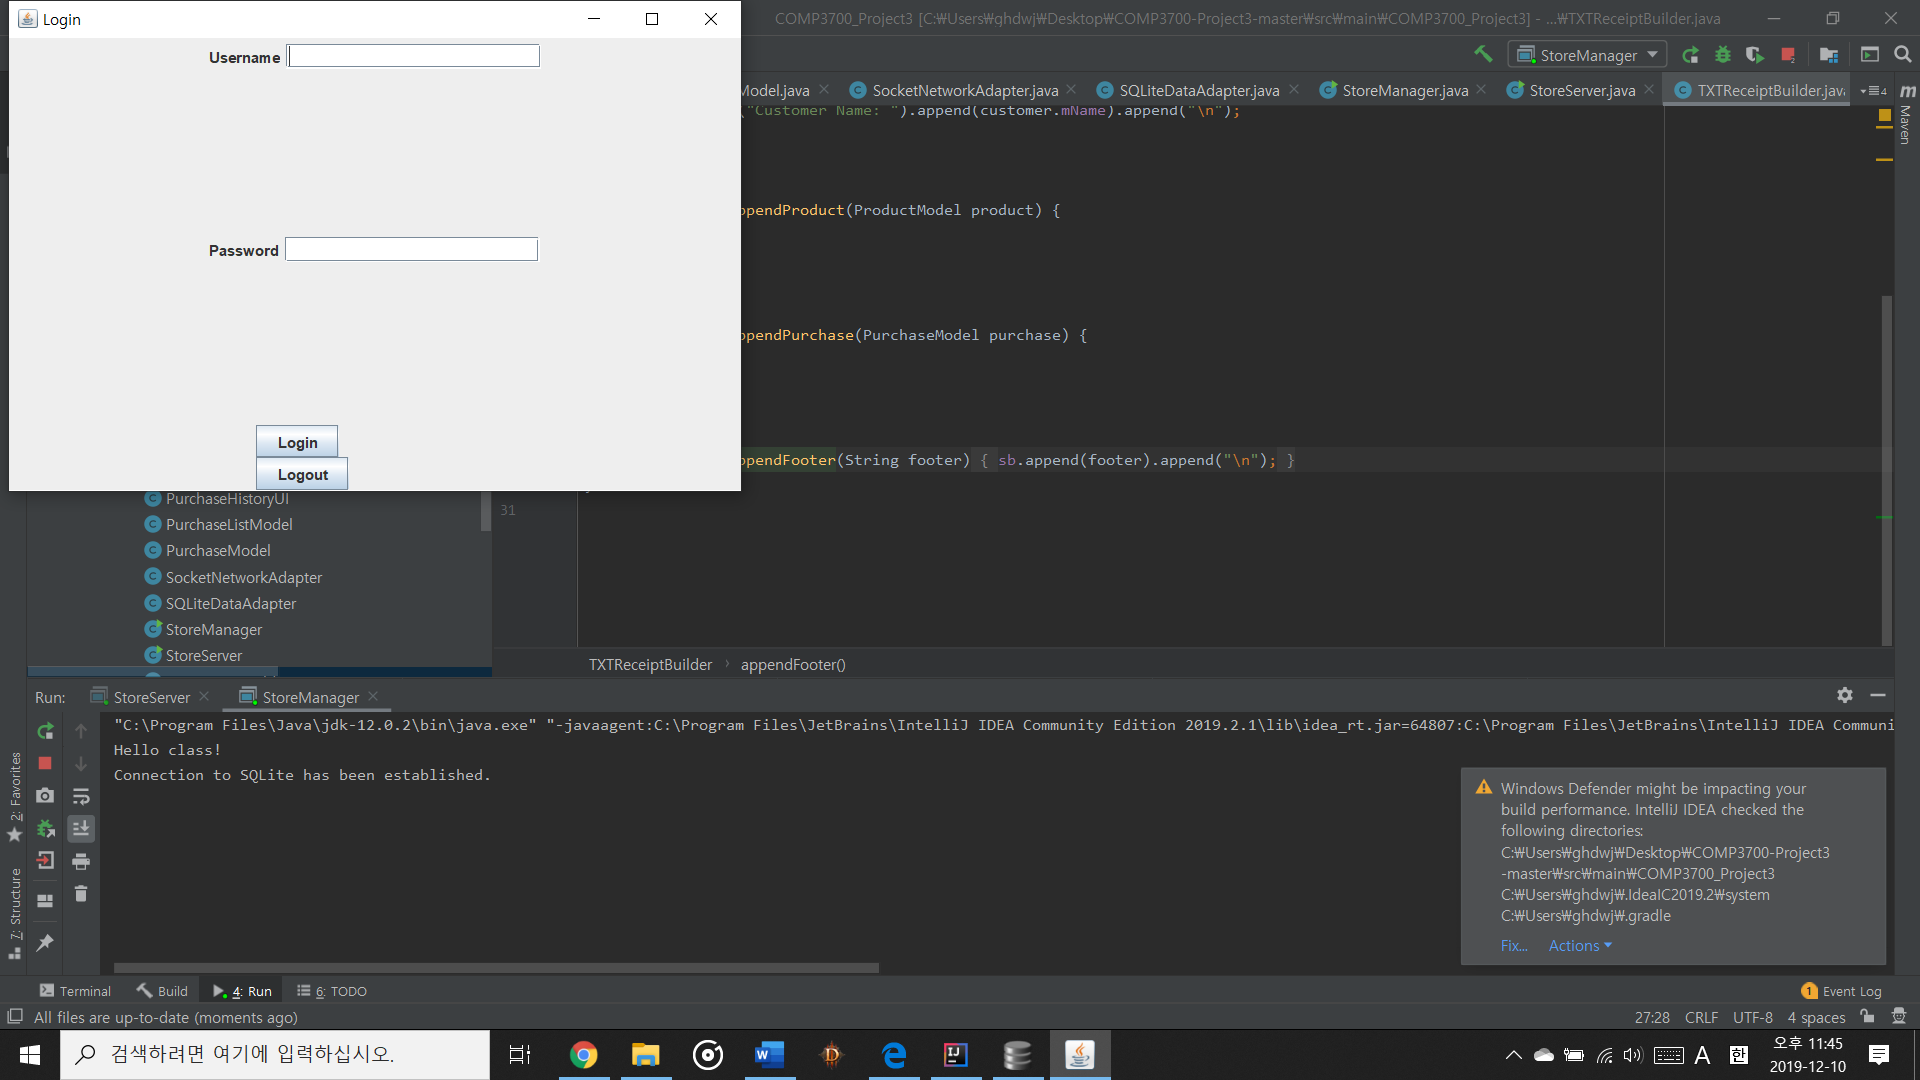 Login
Username
Password
Login
Logout
COMP3700_Project3 [C:\Users\ghdwj\Desktop\COMP3700-Project3-master\src\main\COMP3700_Project3] - ...\TXTReceiptBuilder.java
StoreManager
Model.java
SocketNetworkAdapter.java
SQLiteDataAdapter.java
StoreManager.java
StoreServer.java
TXTReceiptBuilder.java
4
Maven
("Customer Name: ").append(customer.mName).append("\n");
ppendProduct(ProductModel product) {
ppendPurchase(PurchaseModel purchase) {
ppendFooter(String footer) { sb.append(footer).append("\n"); }
31
PurchaseHistoryUI
PurchaseListModel
PurchaseModel
SocketNetworkAdapter
SQLiteDataAdapter
StoreManager
StoreServer
TXTReceiptBuilder › appendFooter()
Run:
StoreServer
StoreManager
"C:\Program Files\Java\jdk-12.0.2\bin\java.exe" "-javaagent:C:\Program Files\JetBrains\IntelliJ IDEA Community Edition 2019.2.1\lib\idea_rt.jar=64807:C:\Program Files\JetBrains\IntelliJ IDEA Communi
Hello class!
Connection to SQLite has been established.
2: Favorites
7: Structure
Windows Defender might be impacting your
build performance. IntelliJ IDEA checked the
following directories:
C:₩Users₩ghdwj₩Desktop₩COMP3700-Project3
-master₩src₩main₩COMP3700_Project3
C:₩Users₩ghdwj₩.IdeaIC2019.2₩system
C:₩Users₩ghdwj₩.gradle
Fix... Actions
Terminal
Build
4: Run
6: TODO
1 Event Log
All files are up-to-date (moments ago)
27:28 CRLF UTF-8 4 spaces
검색하려면 여기에 입력하십시오.
A
한
오후 11:45
2019-12-10